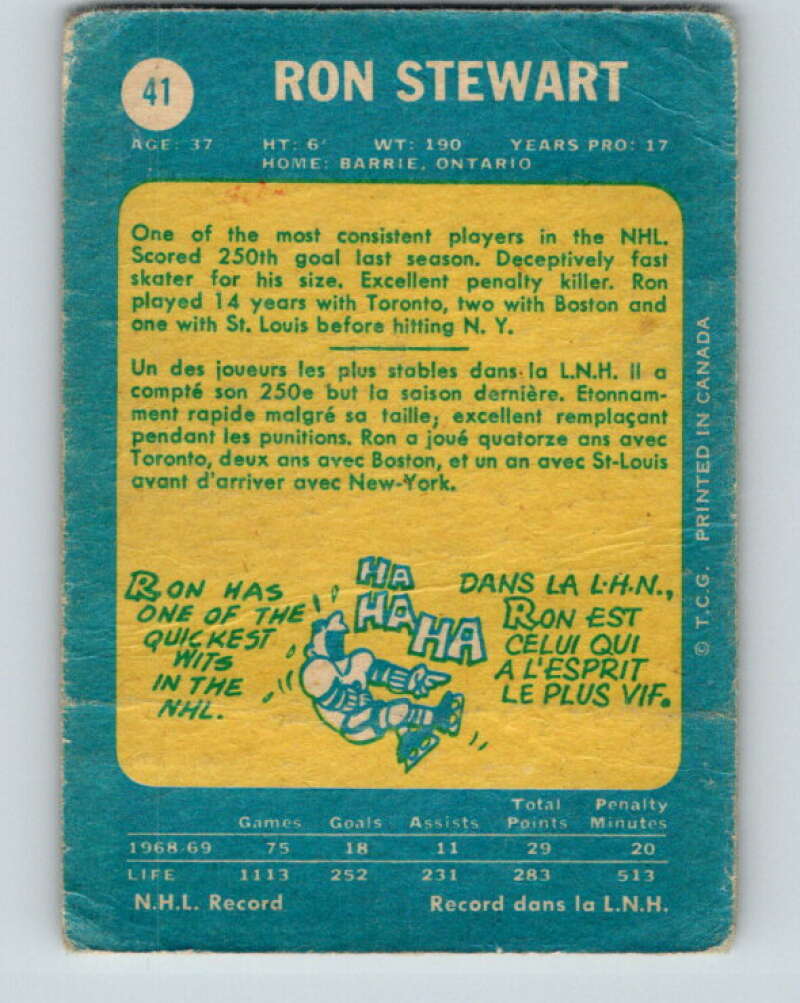 41
RON STEWART
AGE: 37 HT: 6' WT: 190 YEARS PRO: 17
HOME: BARRIE, ONTARIO
One of the most consistent players in the NHL.
Scored 250th goal last season. Deceptively fast
skater for his size. Excellent penalty killer. Ron
played 14 years with Toronto, two with Boston and
one with St. Louis before hitting N. Y.
Un des joueurs les plus stables dans la L.N.H. Il a
compté son 250e but la saison dernière. Etonnam-
ment rapide malgré sa taille; excellent remplaçant
pendant les punitions. Ron a joué quatorze ans avec
Toronto, deux ans avec Boston, et un an avec St-Louis
avant d'arriver avec New-York.
RON HAS
ONE OF THE
QUICKEST
WITS
IN THE
NHL.
HA
HA HA
DANS LA L.H.N.,
RON EST
CELUI QUI
A L'ESPRIT
LE PLUS VIF.
© T.C.G. PRINTED IN CANADA
Games Goals Assists Total Points Penalty Minutes
1968-69 75 18 11 29 20
LIFE 1113 252 231 283 513
N.H.L. Record Record dans la L.N.H.